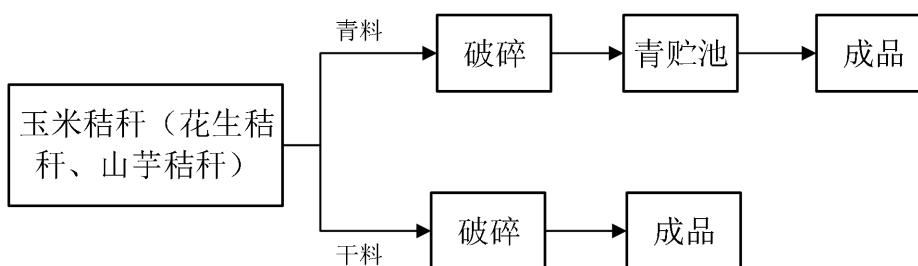 青料
破碎
青贮池
成品
玉米秸秆（花生秸
秆、山芋秸秆）
干料
破碎
成品